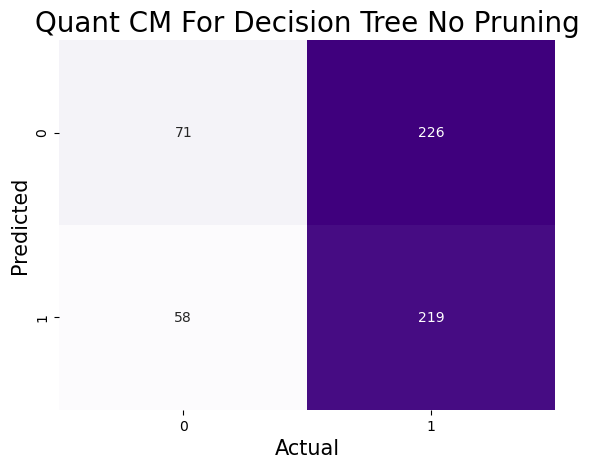 Quant CM For Decision Tree No Pruning
Predicted
0
71
226
1
58
219
0
1
Actual